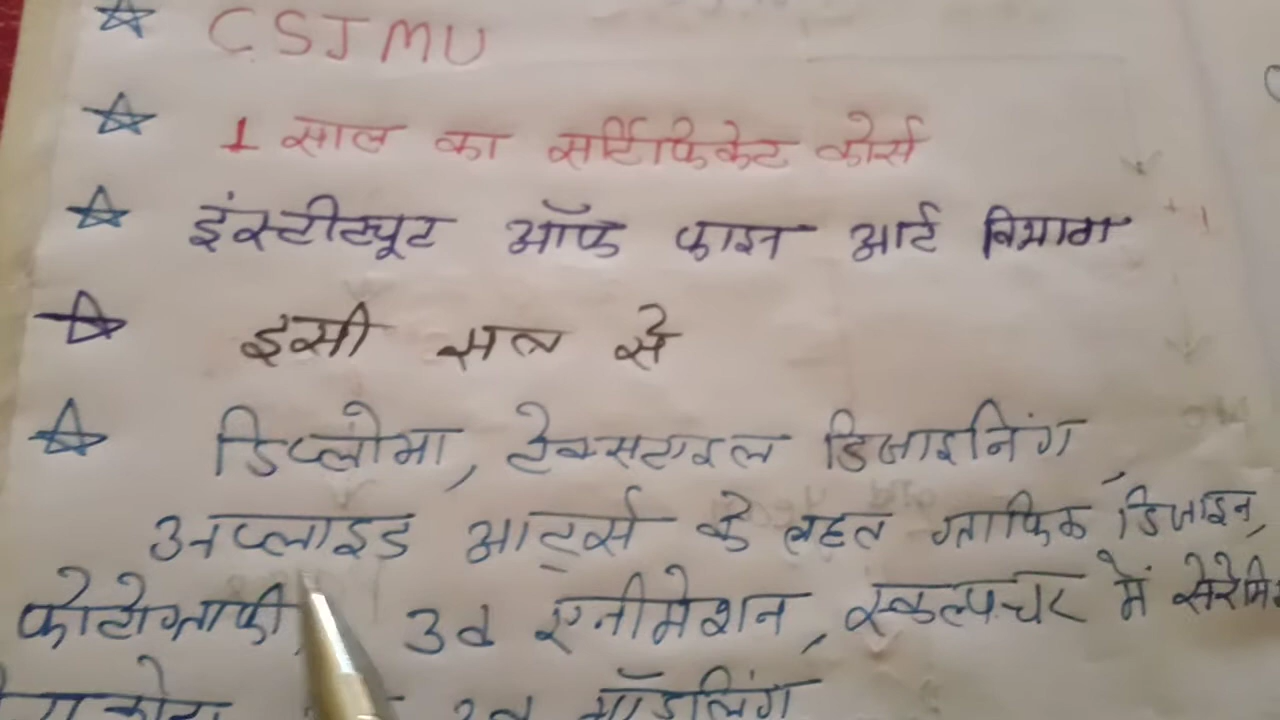 CSJMU
1 साल का सर्टिफिकेट कोर्स
इंस्टीट्यूट ऑफ फाइन आर्ट विभाग
इसी सत्र से
डिप्लोमा, टेक्सटाइल डिजाइनिंग
अप्लाइड आर्ट्स के तहत ग्राफिक डिजाइन,
फोटोग्राफी, 3d एनीमेशन, स्कल्पचर में
मॉडलिंग